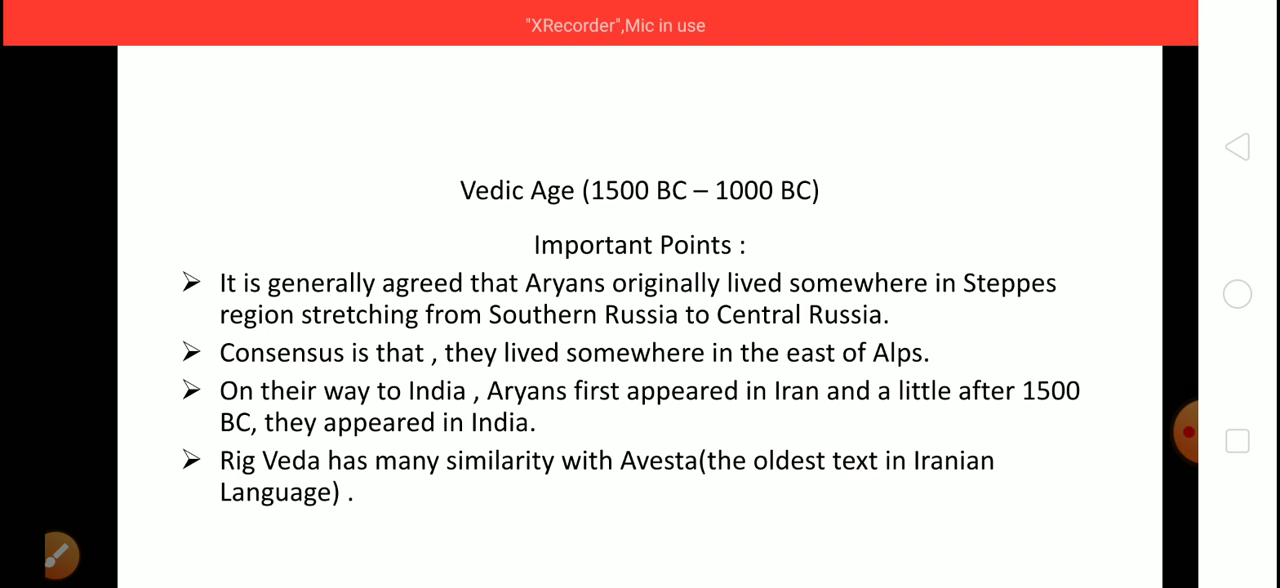 "XRecorder",Mic in use
Vedic Age (1500 BC – 1000 BC)
Important Points :
➢ It is generally agreed that Aryans originally lived somewhere in Steppes
region stretching from Southern Russia to Central Russia.
➢ Consensus is that , they lived somewhere in the east of Alps.
➢ On their way to India , Aryans first appeared in Iran and a little after 1500
BC, they appeared in India.
➢ Rig Veda has many similarity with Avesta(the oldest text in Iranian
Language) .